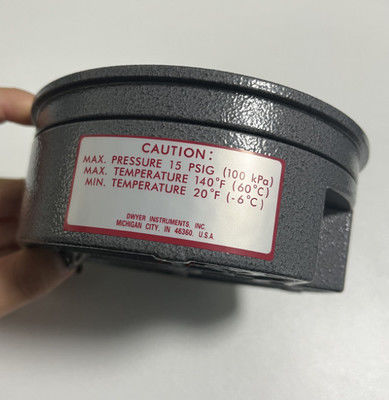 CAUTION:
MAX. PRESSURE 15 PSIG (100 kPa)
MAX. TEMPERATURE 140°F (60°C)
MIN. TEMPERATURE 20°F (-6°C)
DWYER INSTRUMENTS, INC.
MICHIGAN CITY, IN 46360, U.S.A.